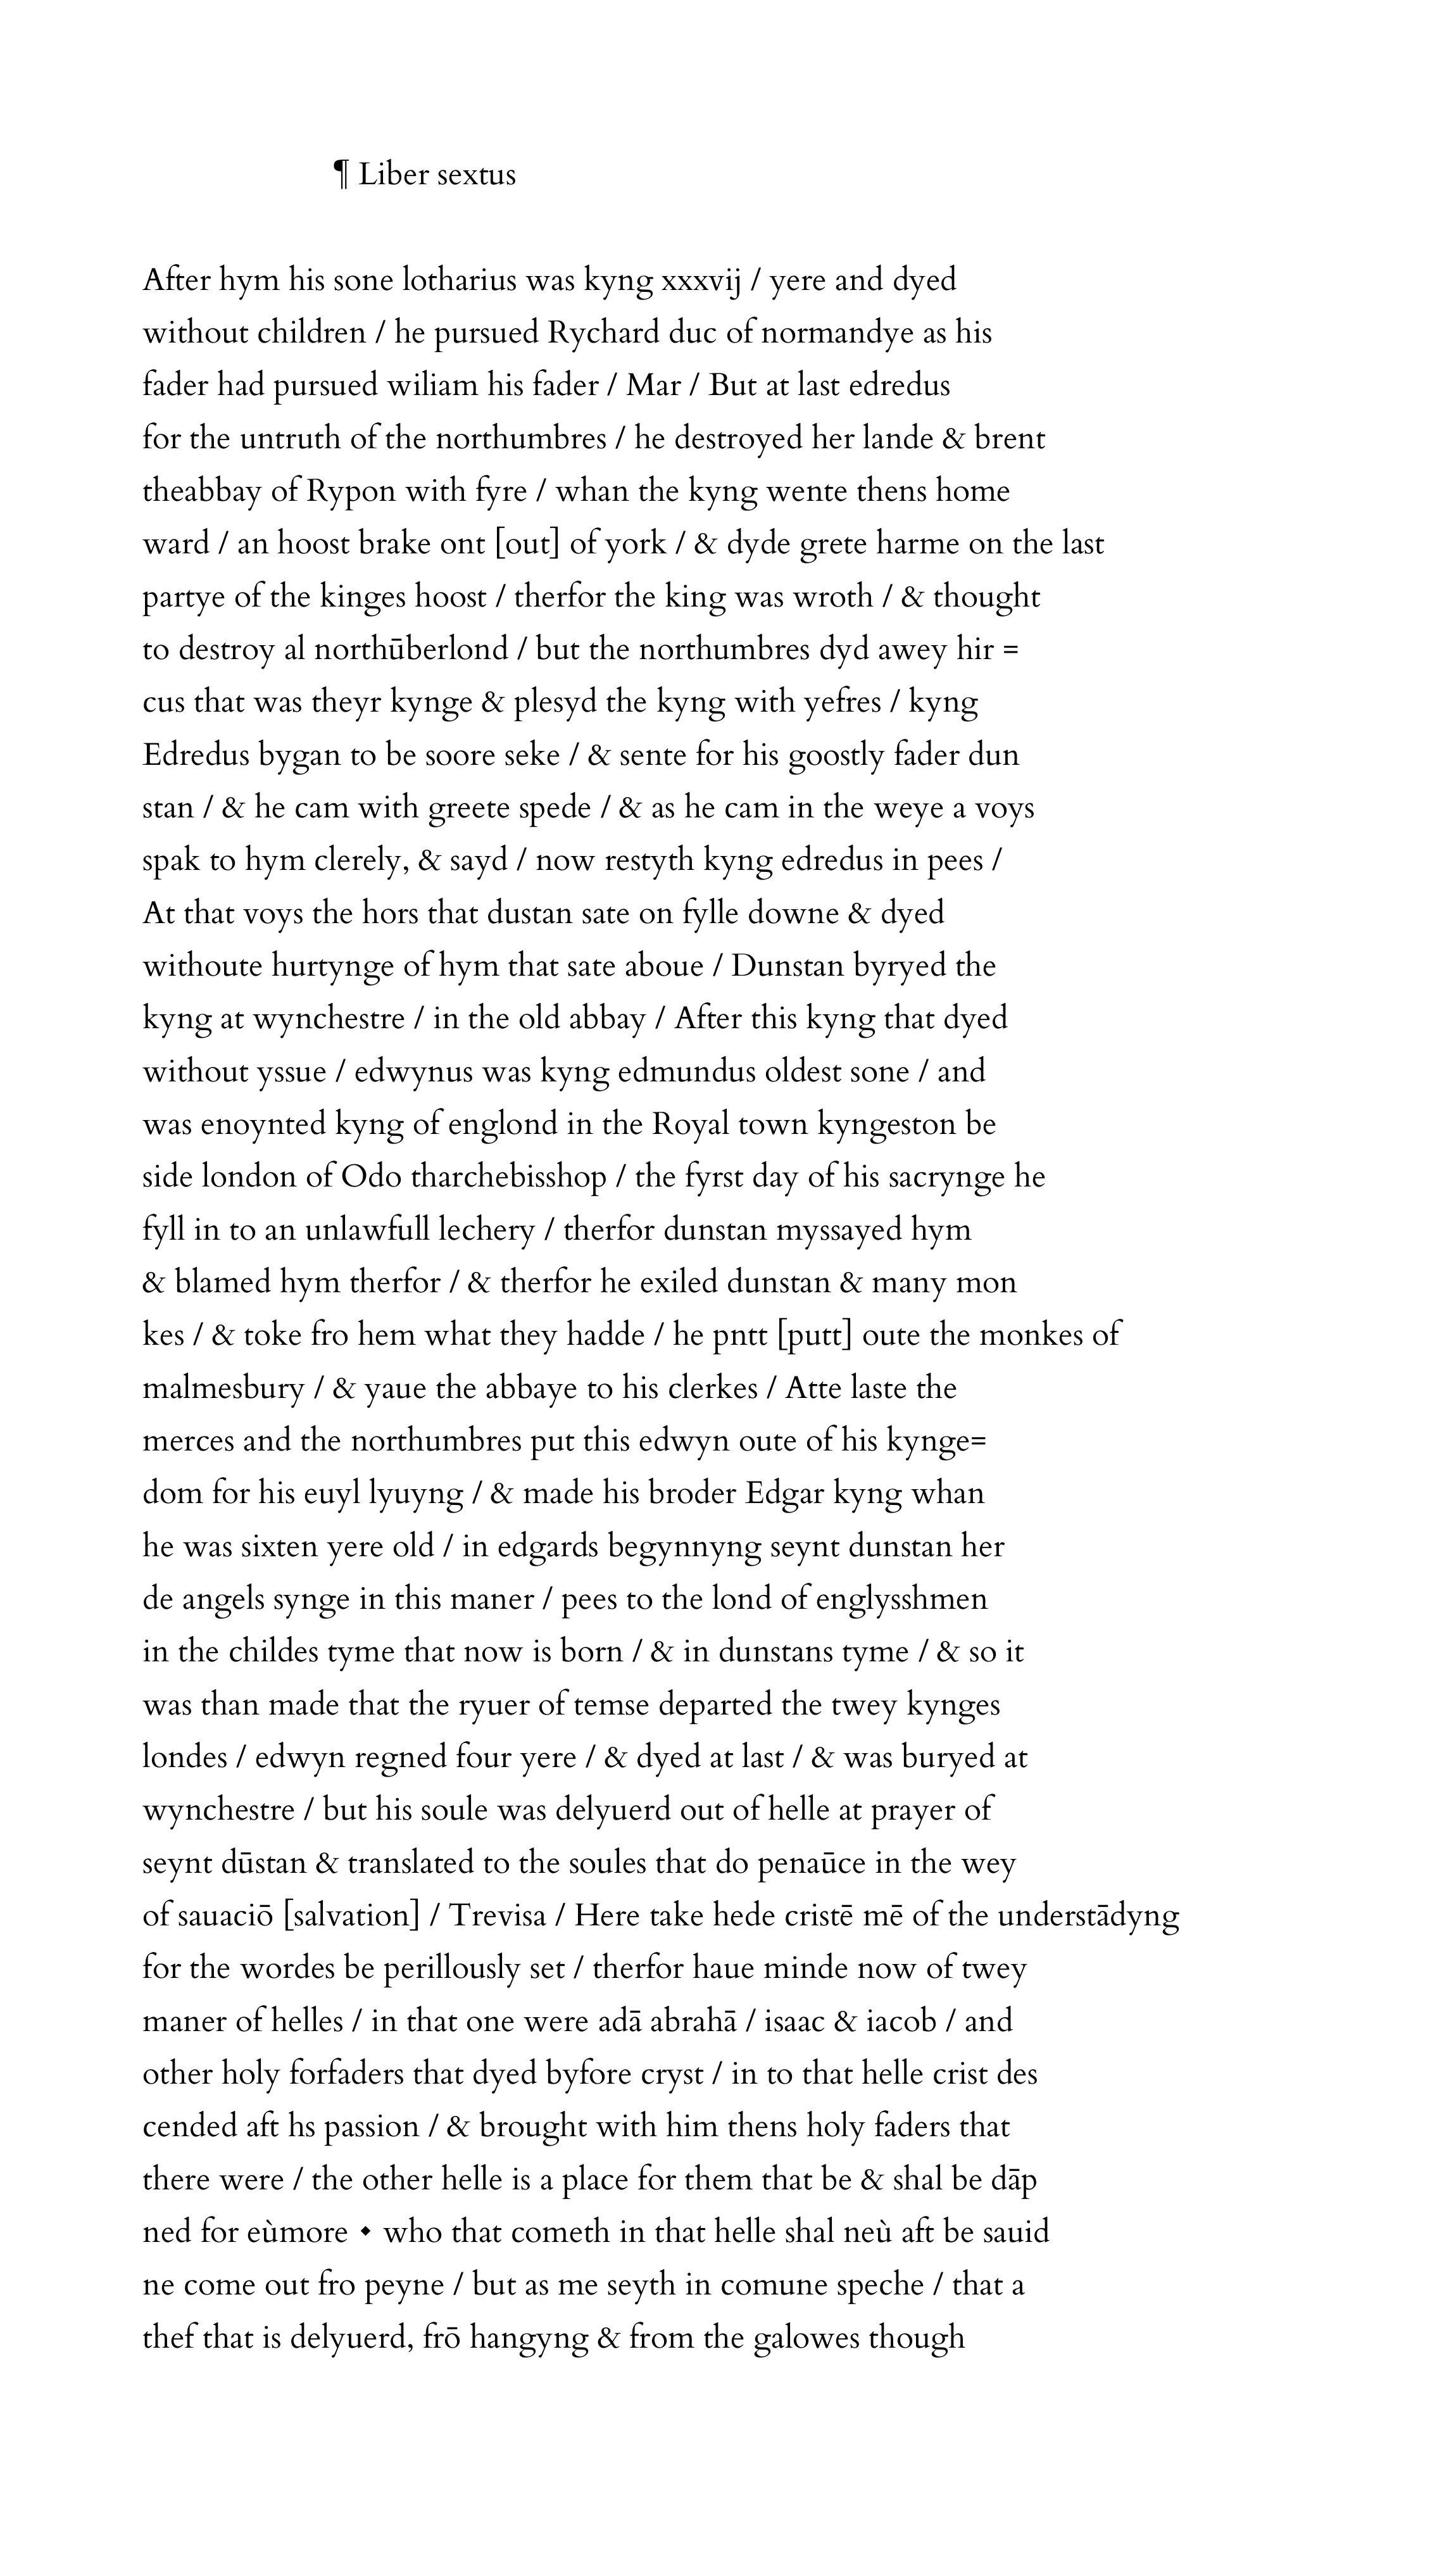 ¶ Liber sextus
After hym his sone lotharius was kyng xxxvij / yere and dyed
without children / he pursued Rychard duc of normandye as his
fader had pursued wiliam his fader / Mar / But at last edredus
for the untruth of the northumbres / he destroyed her lande & brent
theabbay of Rypon with fyre / whan the kyng wente thens home
ward / an hoost brake ont [out] of york / & dyde grete harme on the last
partye of the kinges hoost / therfor the king was wroth / & thought
to destroy al northūberlond / but the northumbres dyd awey hir =
cus that was theyr kynge & plesyd the kyng with yefres / kyng
Edredus bygan to be soore seke / & sente for his goostly fader dun
stan / & he cam with greete spede / & as he cam in the weye a voys
spak to hym clerely, & sayd / now restyth kyng edredus in pees /
At that voys the hors that dustan sate on fylle downe & dyed
withoute hurtynge of hym that sate aboue / Dunstan byryed the
kyng at wynchestre / in the old abbay / After this kyng that dyed
without yssue / edwynus was kyng edmundus oldest sone / and
was enoynted kyng of englond in the Royal town kyngeston be
side london of Odo tharchebisshop / the fyrst day of his sacrynge he
fyll in to an unlawfull lechery / therfor dunstan myssayed hym
& blamed hym therfor / & therfor he exiled dunstan & many mon
kes / & toke fro hem what they hadde / he pntt [putt] oute the monkes of
malmesbury / & yaue the abbaye to his clerkes / Atte laste the
merces and the northumbres put this edwyn oute of his kynge=
dom for his euyl lyuyng / & made his broder Edgar kyng whan
he was sixten yere old / in edgards begynnyng seynt dunstan her
de angels synge in this maner / pees to the lond of englysshmen
in the childes tyme that now is born / & in dunstans tyme / & so it
was than made that the ryuer of temse departed the twey kynges
londes / edwyn regned four yere / & dyed at last / & was buryed at
wynchestre / but his soule was delyuerd out of helle at prayer of
seynt dūstan & translated to the soules that do penaūce in the wey
of sauaciō [salvation] / Trevisa / Here take hede cristē mē of the understādyng
for the wordes be perillously set / therfor haue minde now of twey
maner of helles / in that one were adā abrahā / isaac & iacob / and
other holy forfaders that dyed byfore cryst / in to that helle crist des
cended aft hs passion / & brought with him thens holy faders that
there were / the other helle is a place for them that be & shal be dāp
ned for eùmore ⬩ who that cometh in that helle shal neù aft be sauid
ne come out fro peyne / but as me seyth in comune speche / that a
thef that is delyuerd, frō hangyng & from the galowes though